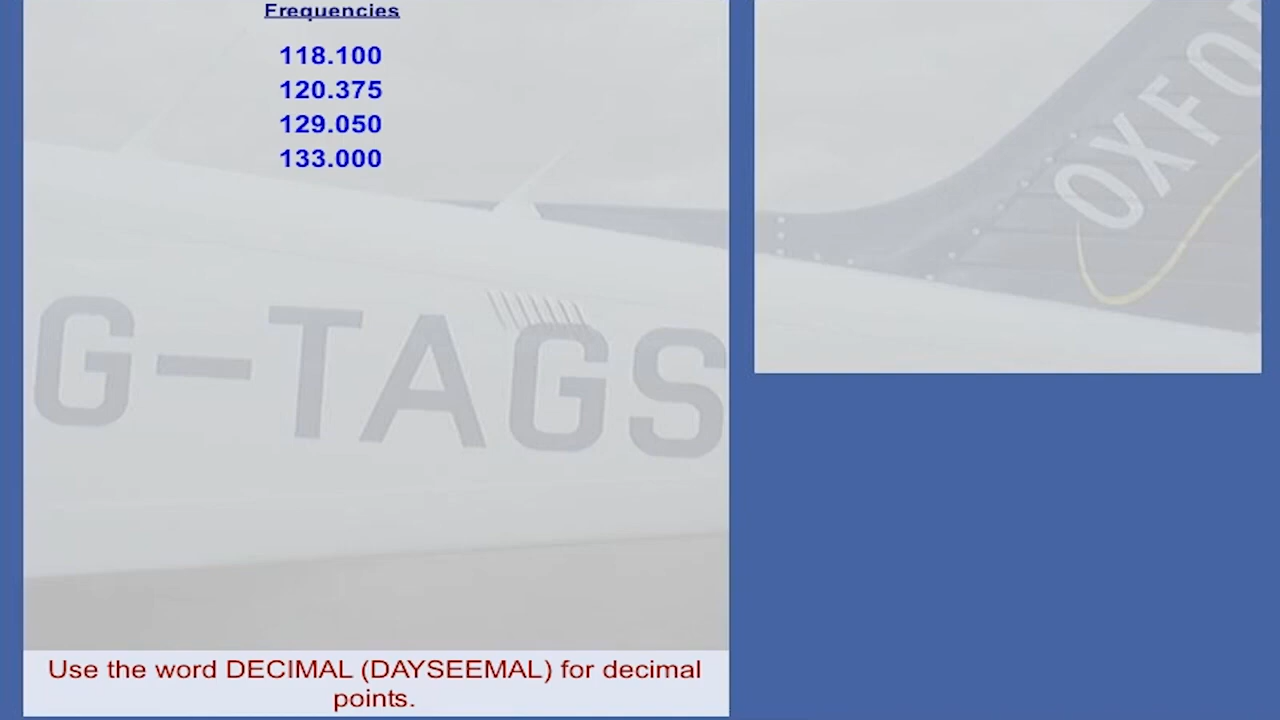 Frequencies
118.100
120.375
129.050
133.000
G-TAGS
OXFO
Use the word DECIMAL (DAYSEEMAL) for decimal
points.